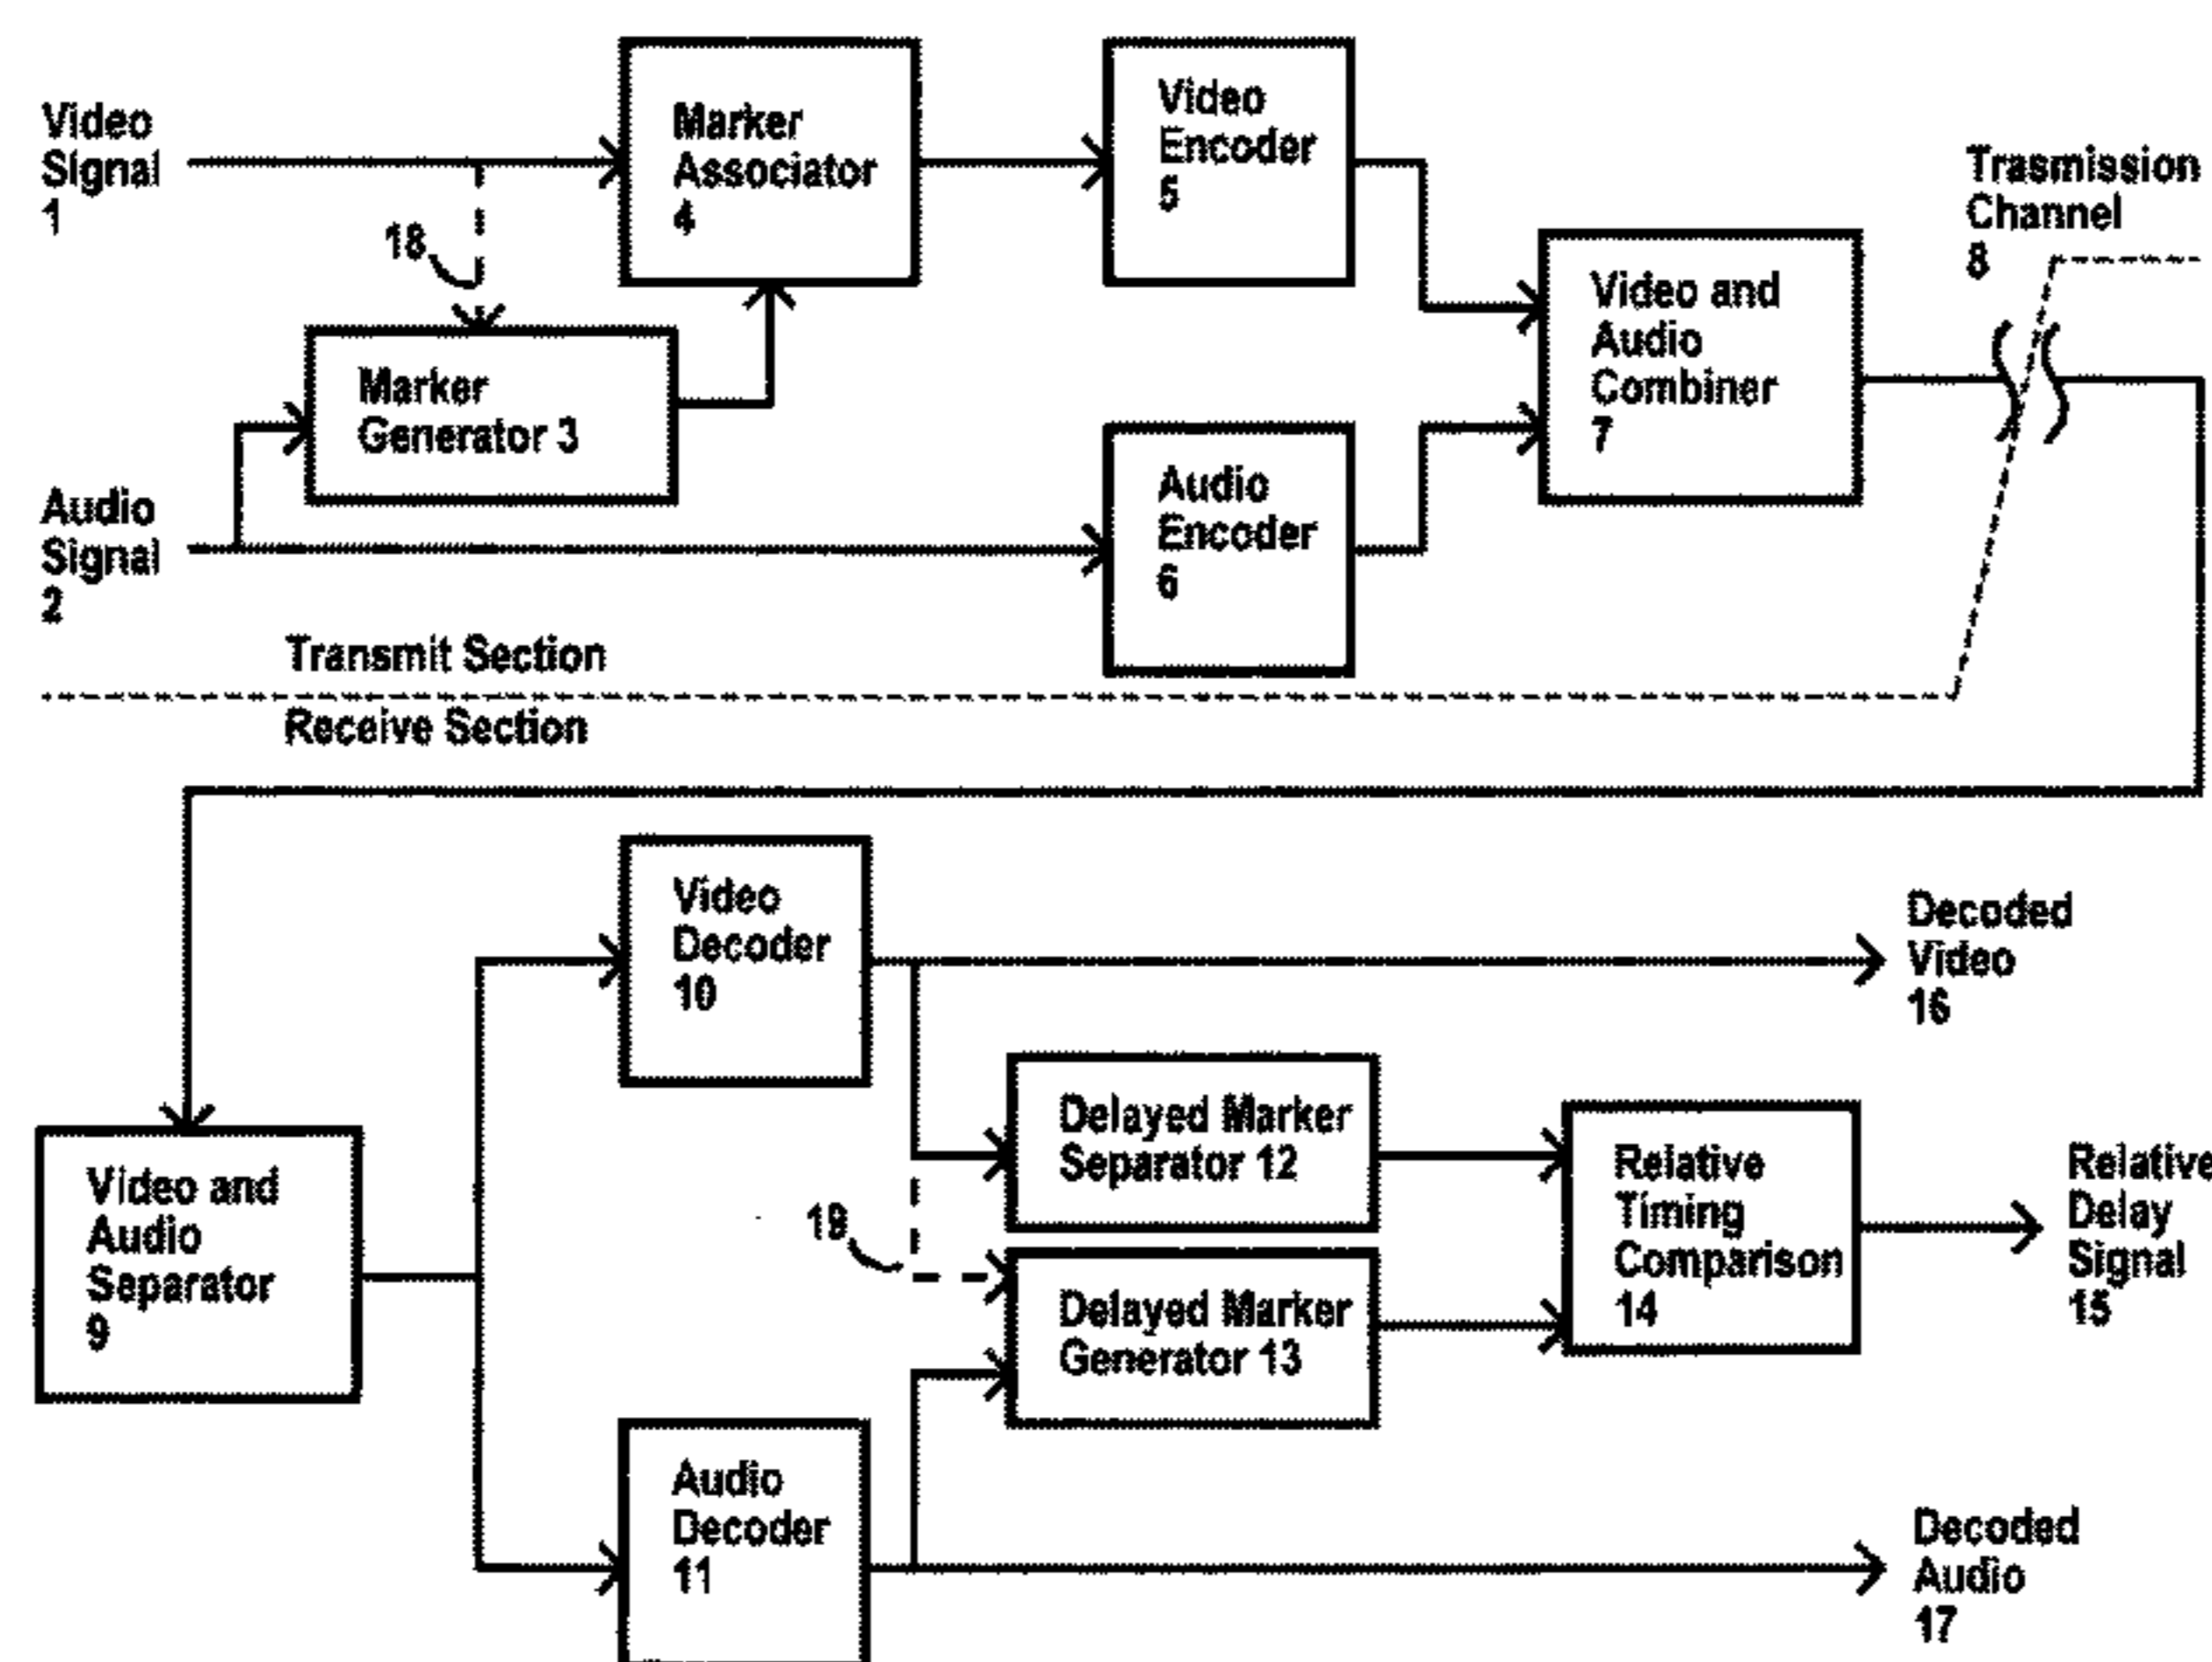 Video
Signal
1
Marker
Associator
4
Video
Encoder
5
Trasmission
Channel
8
18
Video and
Audio
Combiner
7
Marker
Generator 3
Audio
Signal
2
Audio
Encoder
6
Transmit Section
Receive Section
Video
Decoder
10
Decoded
Video
16
Delayed Marker
Separator 12
Relative
Timing
Comparison
14
Relative
Delay
Signal
15
Video and
Audio
Separator
9
19
Delayed Marker
Generator 13
Audio
Decoder
11
Decoded
Audio
17